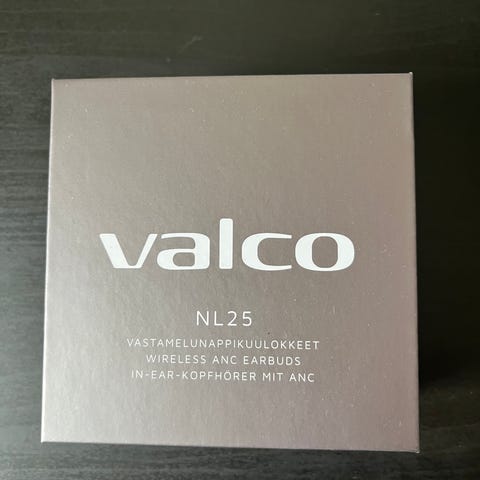 valco
NL25
VASTAMELUNAPPIKUULOKKEET
WIRELESS ANC EARBUDS
IN-EAR-KOPFHÖRER MIT ANC